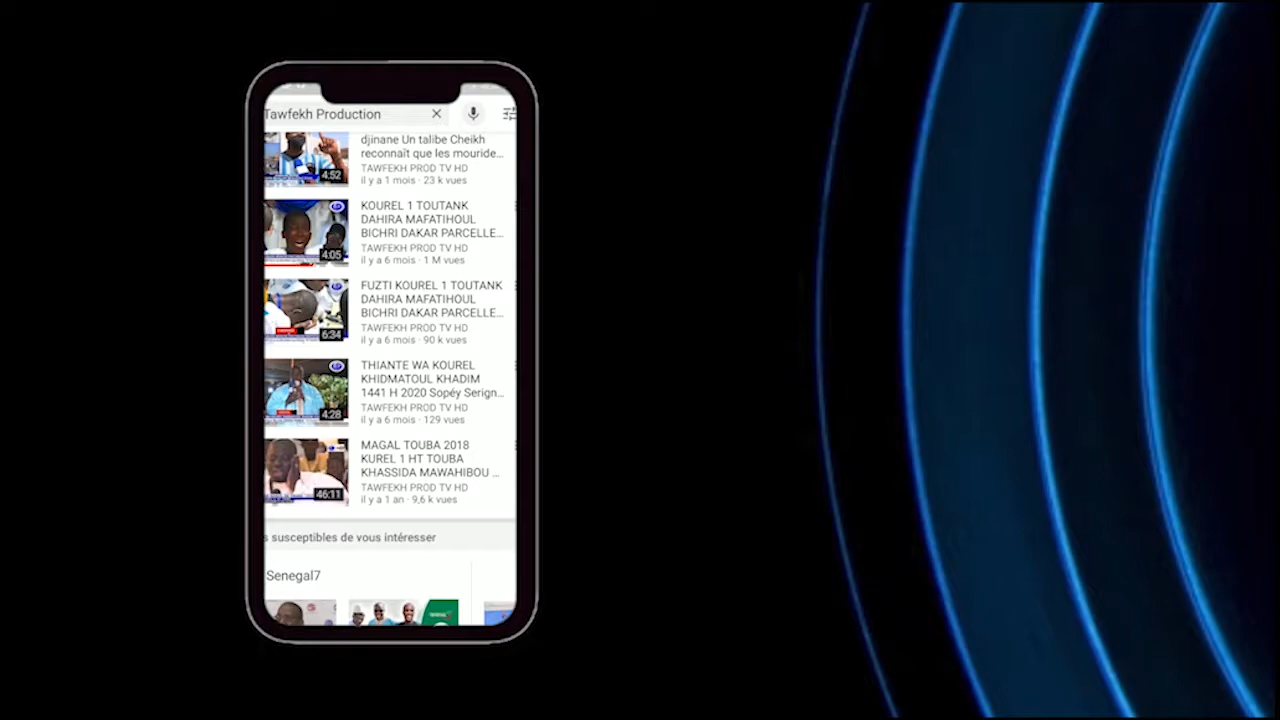 Tawfekh Production
djinane Un talibe Cheikh
reconnaît que les mouride...
TAWFEKH PROD TV HD
il y a 1 mois · 23 k vues
4:52
KOUREL 1 TOUTANK
DAHIRA MAFATIHOUL
BICHRI DAKAR PARCELLE...
TAWFEKH PROD TV HD
il y a 6 mois · 1 M vues
4:05
FUZTI KOUREL 1 TOUTANK
DAHIRA MAFATIHOUL
BICHRI DAKAR PARCELLE...
TAWFEKH PROD TV HD
il y a 6 mois · 90 k vues
6:34
THIANTE WA KOUREL
KHIDMATOUL KHADIM
1441 H 2020 Sopéy Serign...
TAWFEKH PROD TV HD
il y a 6 mois · 129 vues
4:28
MAGAL TOUBA 2018
KUREL 1 HT TOUBA
KHASSIDA MAWAHIBOU ...
TAWFEKH PROD TV HD
il y a 1 an · 9,6 k vues
46:11
s susceptibles de vous intéresser
Senegal7